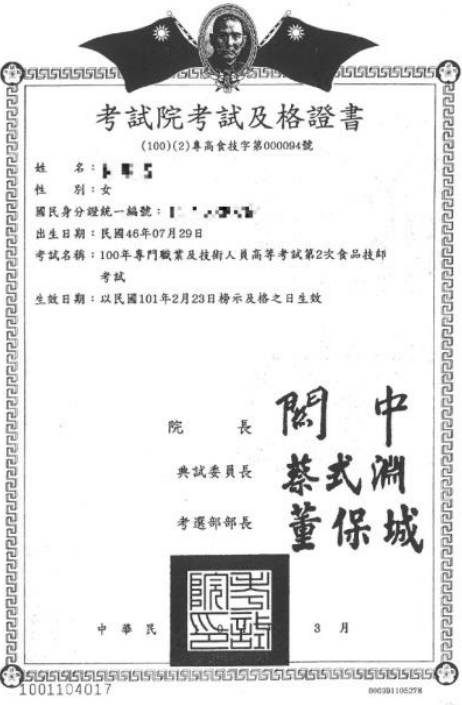 考試院考試及格證書
(100)(2)專高食技字第000094號
姓 名：
性 別：女
國民身分證統一編號：
出生日期：民國46年07月29日
考試名稱：100年專門職業及技術人員高等考試第2次食品技師
考試
生效日期：以民國101年2月23日榜示及格之日生效
院 長 關 中
典試委員長 蔡式淵
考選部部長 董保城
考試院印
中 華 民 3 月
1001104017
000391105278